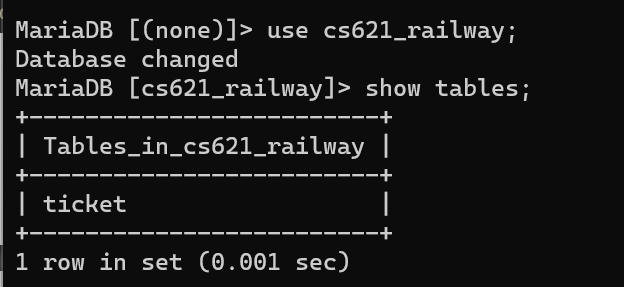 MariaDB [(none)]> use cs621_railway;
Database changed
MariaDB [cs621_railway]> show tables;
+-------------------------+
| Tables_in_cs621_railway |
+-------------------------+
| ticket                  |
+-------------------------+
1 row in set (0.001 sec)